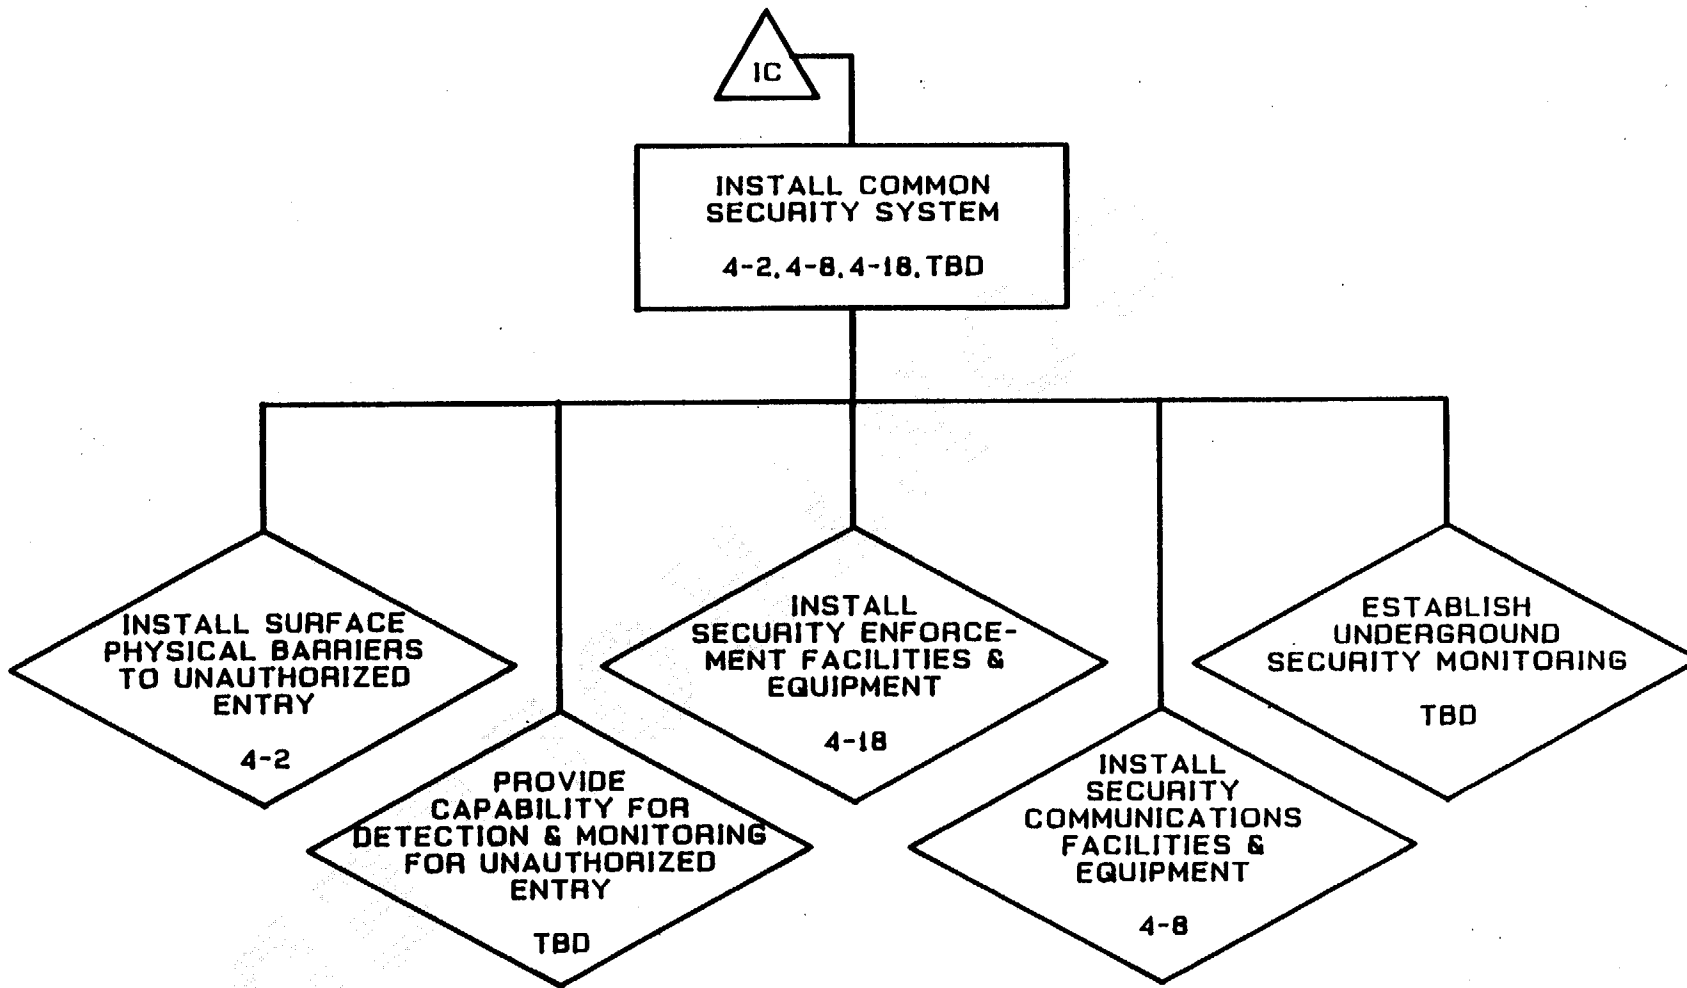 IC
INSTALL COMMON
SECURITY SYSTEM
4-2, 4-8, 4-18, TBD
INSTALL SURFACE
PHYSICAL BARRIERS
TO UNAUTHORIZED
ENTRY
4-2
PROVIDE
CAPABILITY FOR
DETECTION & MONITORING
FOR UNAUTHORIZED
ENTRY
TBD
INSTALL
SECURITY ENFORCE-
MENT FACILITIES &
EQUIPMENT
4-18
INSTALL
SECURITY
COMMUNICATIONS
FACILITIES &
EQUIPMENT
4-8
ESTABLISH
UNDERGROUND
SECURITY MONITORING
TBD